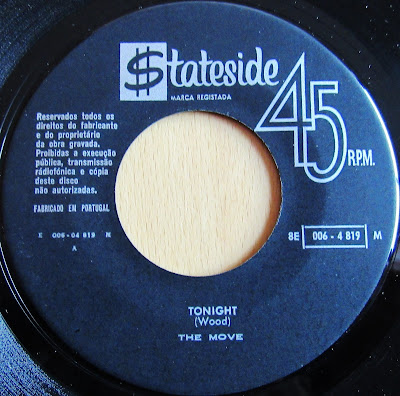 $tateside
MARCA REGISTADA
45 R.P.M.
Reservados todos os
direitos do fabricante
e do proprietário
da obra gravada.
Proibidas a execução
pública, transmissão
rádiofónica e cópia
deste disco
não autorizadas.
FABRICADO EM PORTUGAL
E 006-04 819 M
A
8E 006 - 4 819 M
TONIGHT
(Wood)
THE MOVE